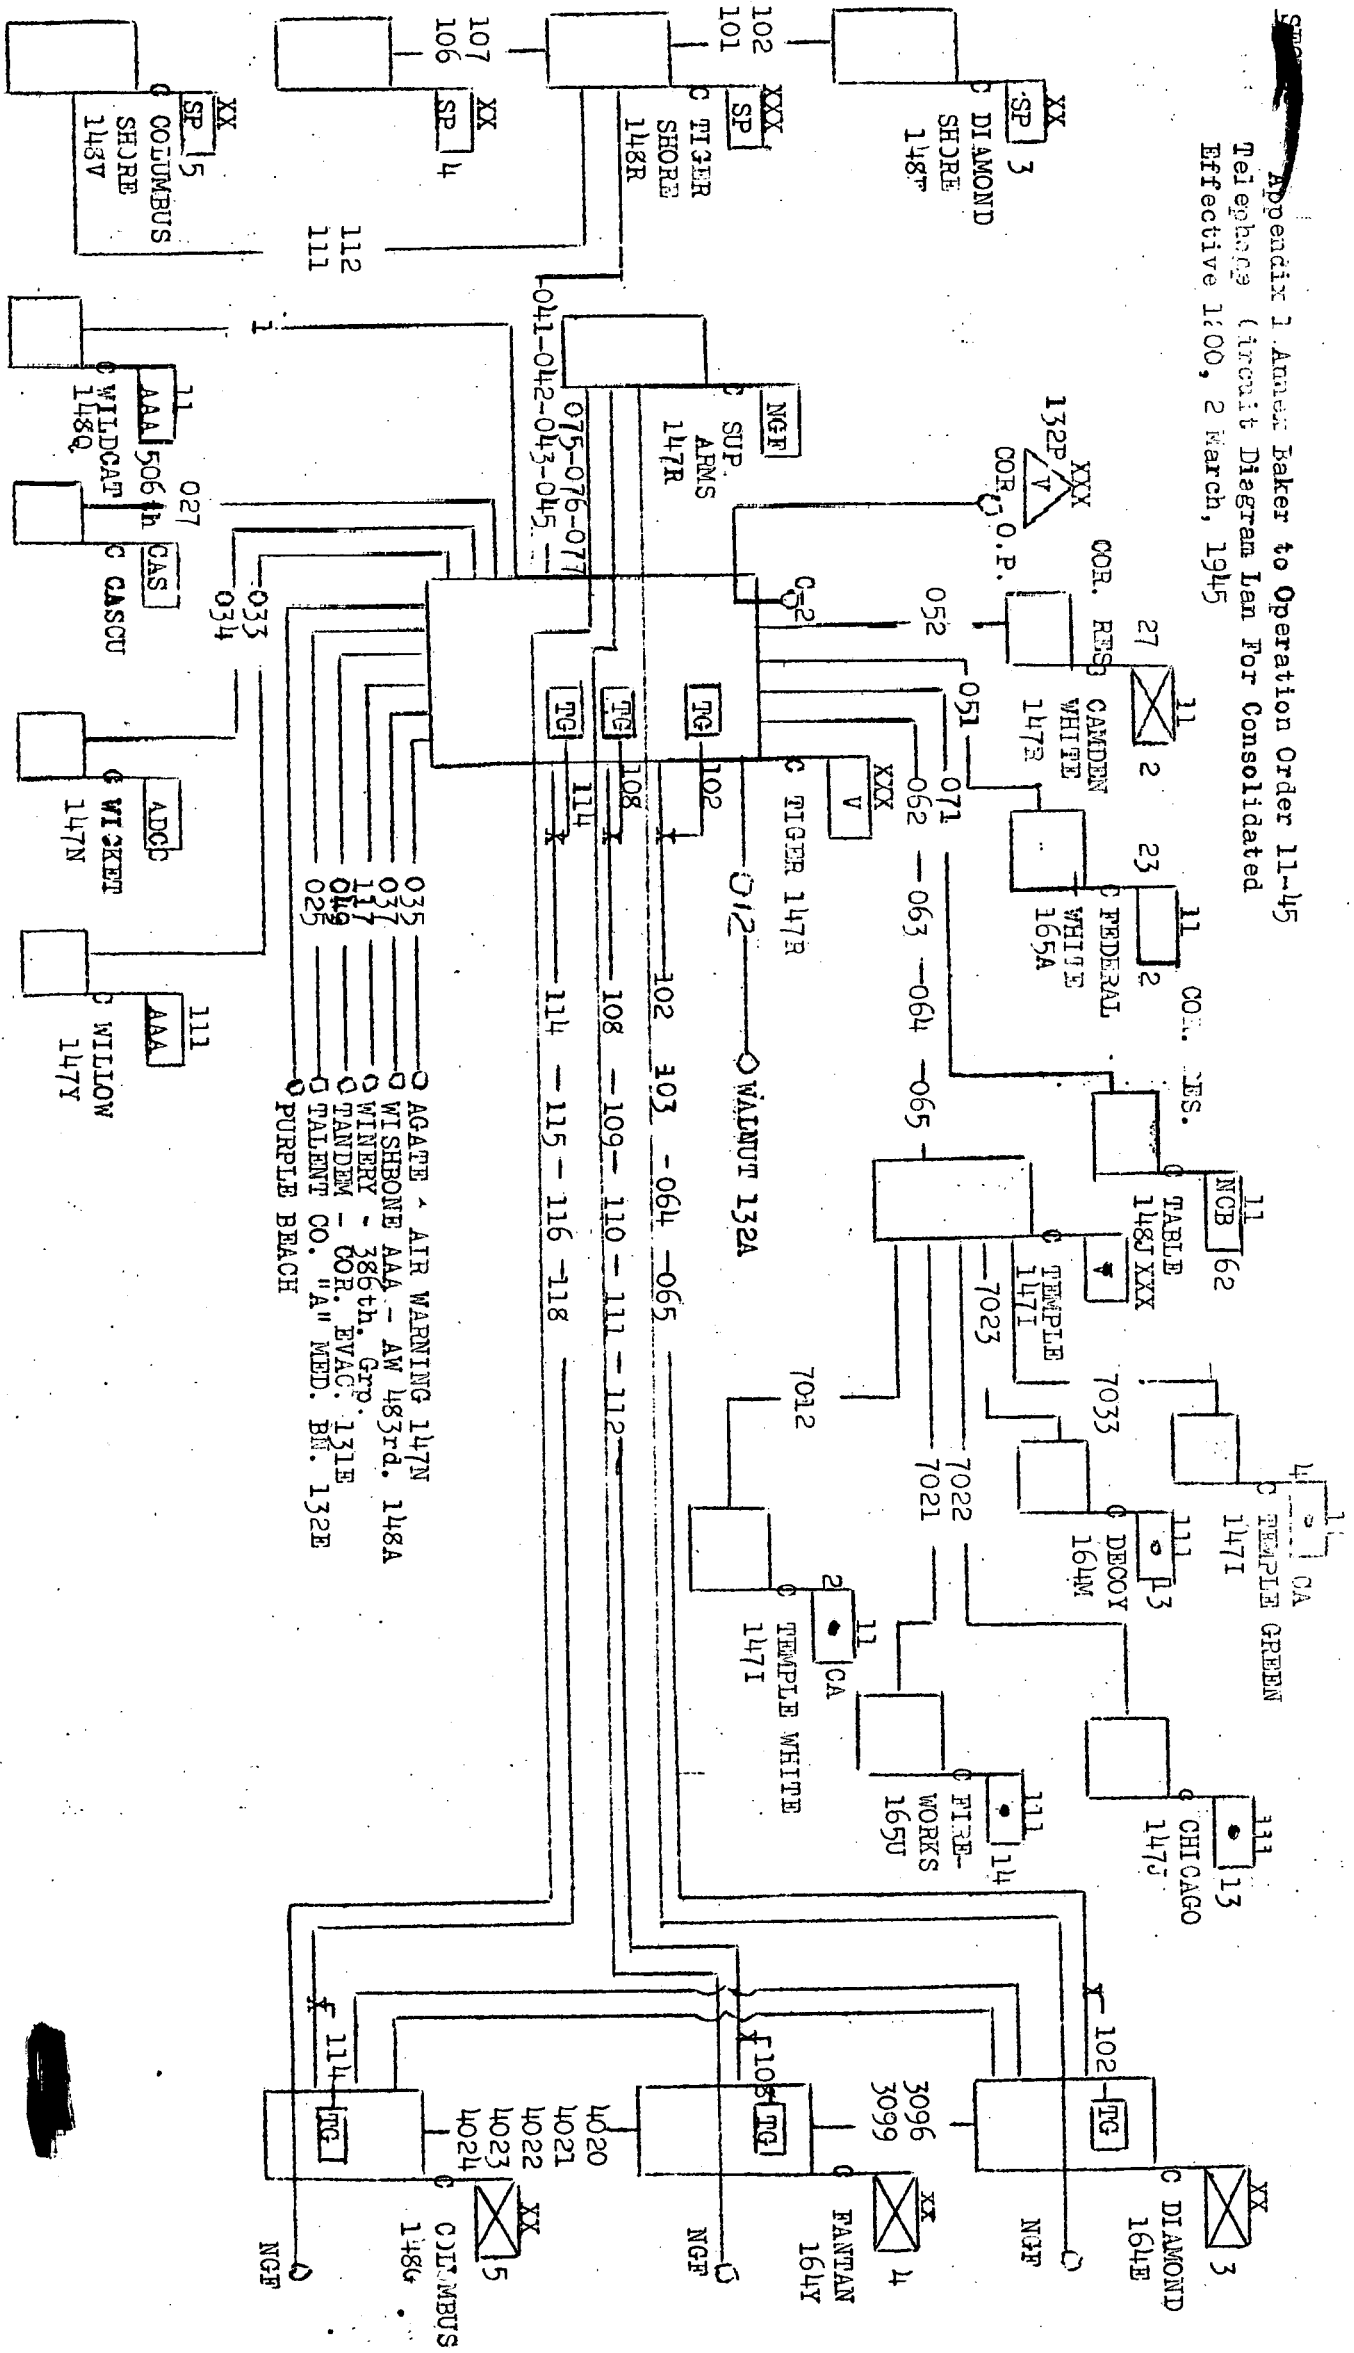 Appendix 1 Annex Baker to Operation Order 11-45
Telephone Circuit Diagram Lan For Consolidated
Effective 1800, 2 March, 1945
XX
SP 3
C DIAMOND
SHORE
148F
102
101
XXX
SP
C TIGER
SHORE
148R
107
106
XX
SP 4
XX
SP 5
C COLUMBUS
SHORE
148V
112
111
041-042-043-045
075-076-077
NGF
C SUP.
ARMS
147R
XXX
V
132P
COR O.P.
C-2
COR. RES
27 11 2
CAMDEN
WHITE
147R
052
051
23 11 2
COR. RES.
C FEDERAL
WHITE
165A
071
062 - 063 - 064 - 065
11
NCB 62
C TABLE
148J
XXX
C TEMPLE
147I
XXX
V
C TIGER 147R
012
WALNUT 132A
TG
TG
TG
102
108
114
102 103 - 064 - 065
108 - 109 - 110 - 111 - 112
114 - 115 - 116 - 118
1
11
AAA 506th
C WILDCAT
148Q
027
CAS
C CASCU
033
034
ADCC
C WICKET
147N
111
AAA
C WILLOW
147Y
035
037
117
049
025
AGATE - AIR WARNING 147N
WISHBONE AAA - AW 483rd. 148A
WINERY - 386th. Grp.
TANDEM - COR. EVAC. 131E
TALENT CO. "A" MED. BN. 132E
PURPLE BEACH
7033
4 CA
C TEMPLE GREEN
147I
7023
111
13
C DECOY
164M
7022
7021
7012
11
2 CA
C TEMPLE WHITE
147I
111
14
C FIRE-
WORKS
165U
111
13
C CHICAGO
147J
102
TG
XX
3
C DIAMOND
164E
NGF
3096
3099
108
TG
XX
4
C FANTAN
164Y
NGF
4020
4021
4022
4023
4024
114
TG
XX
5
C COLUMBUS
148G
NGF